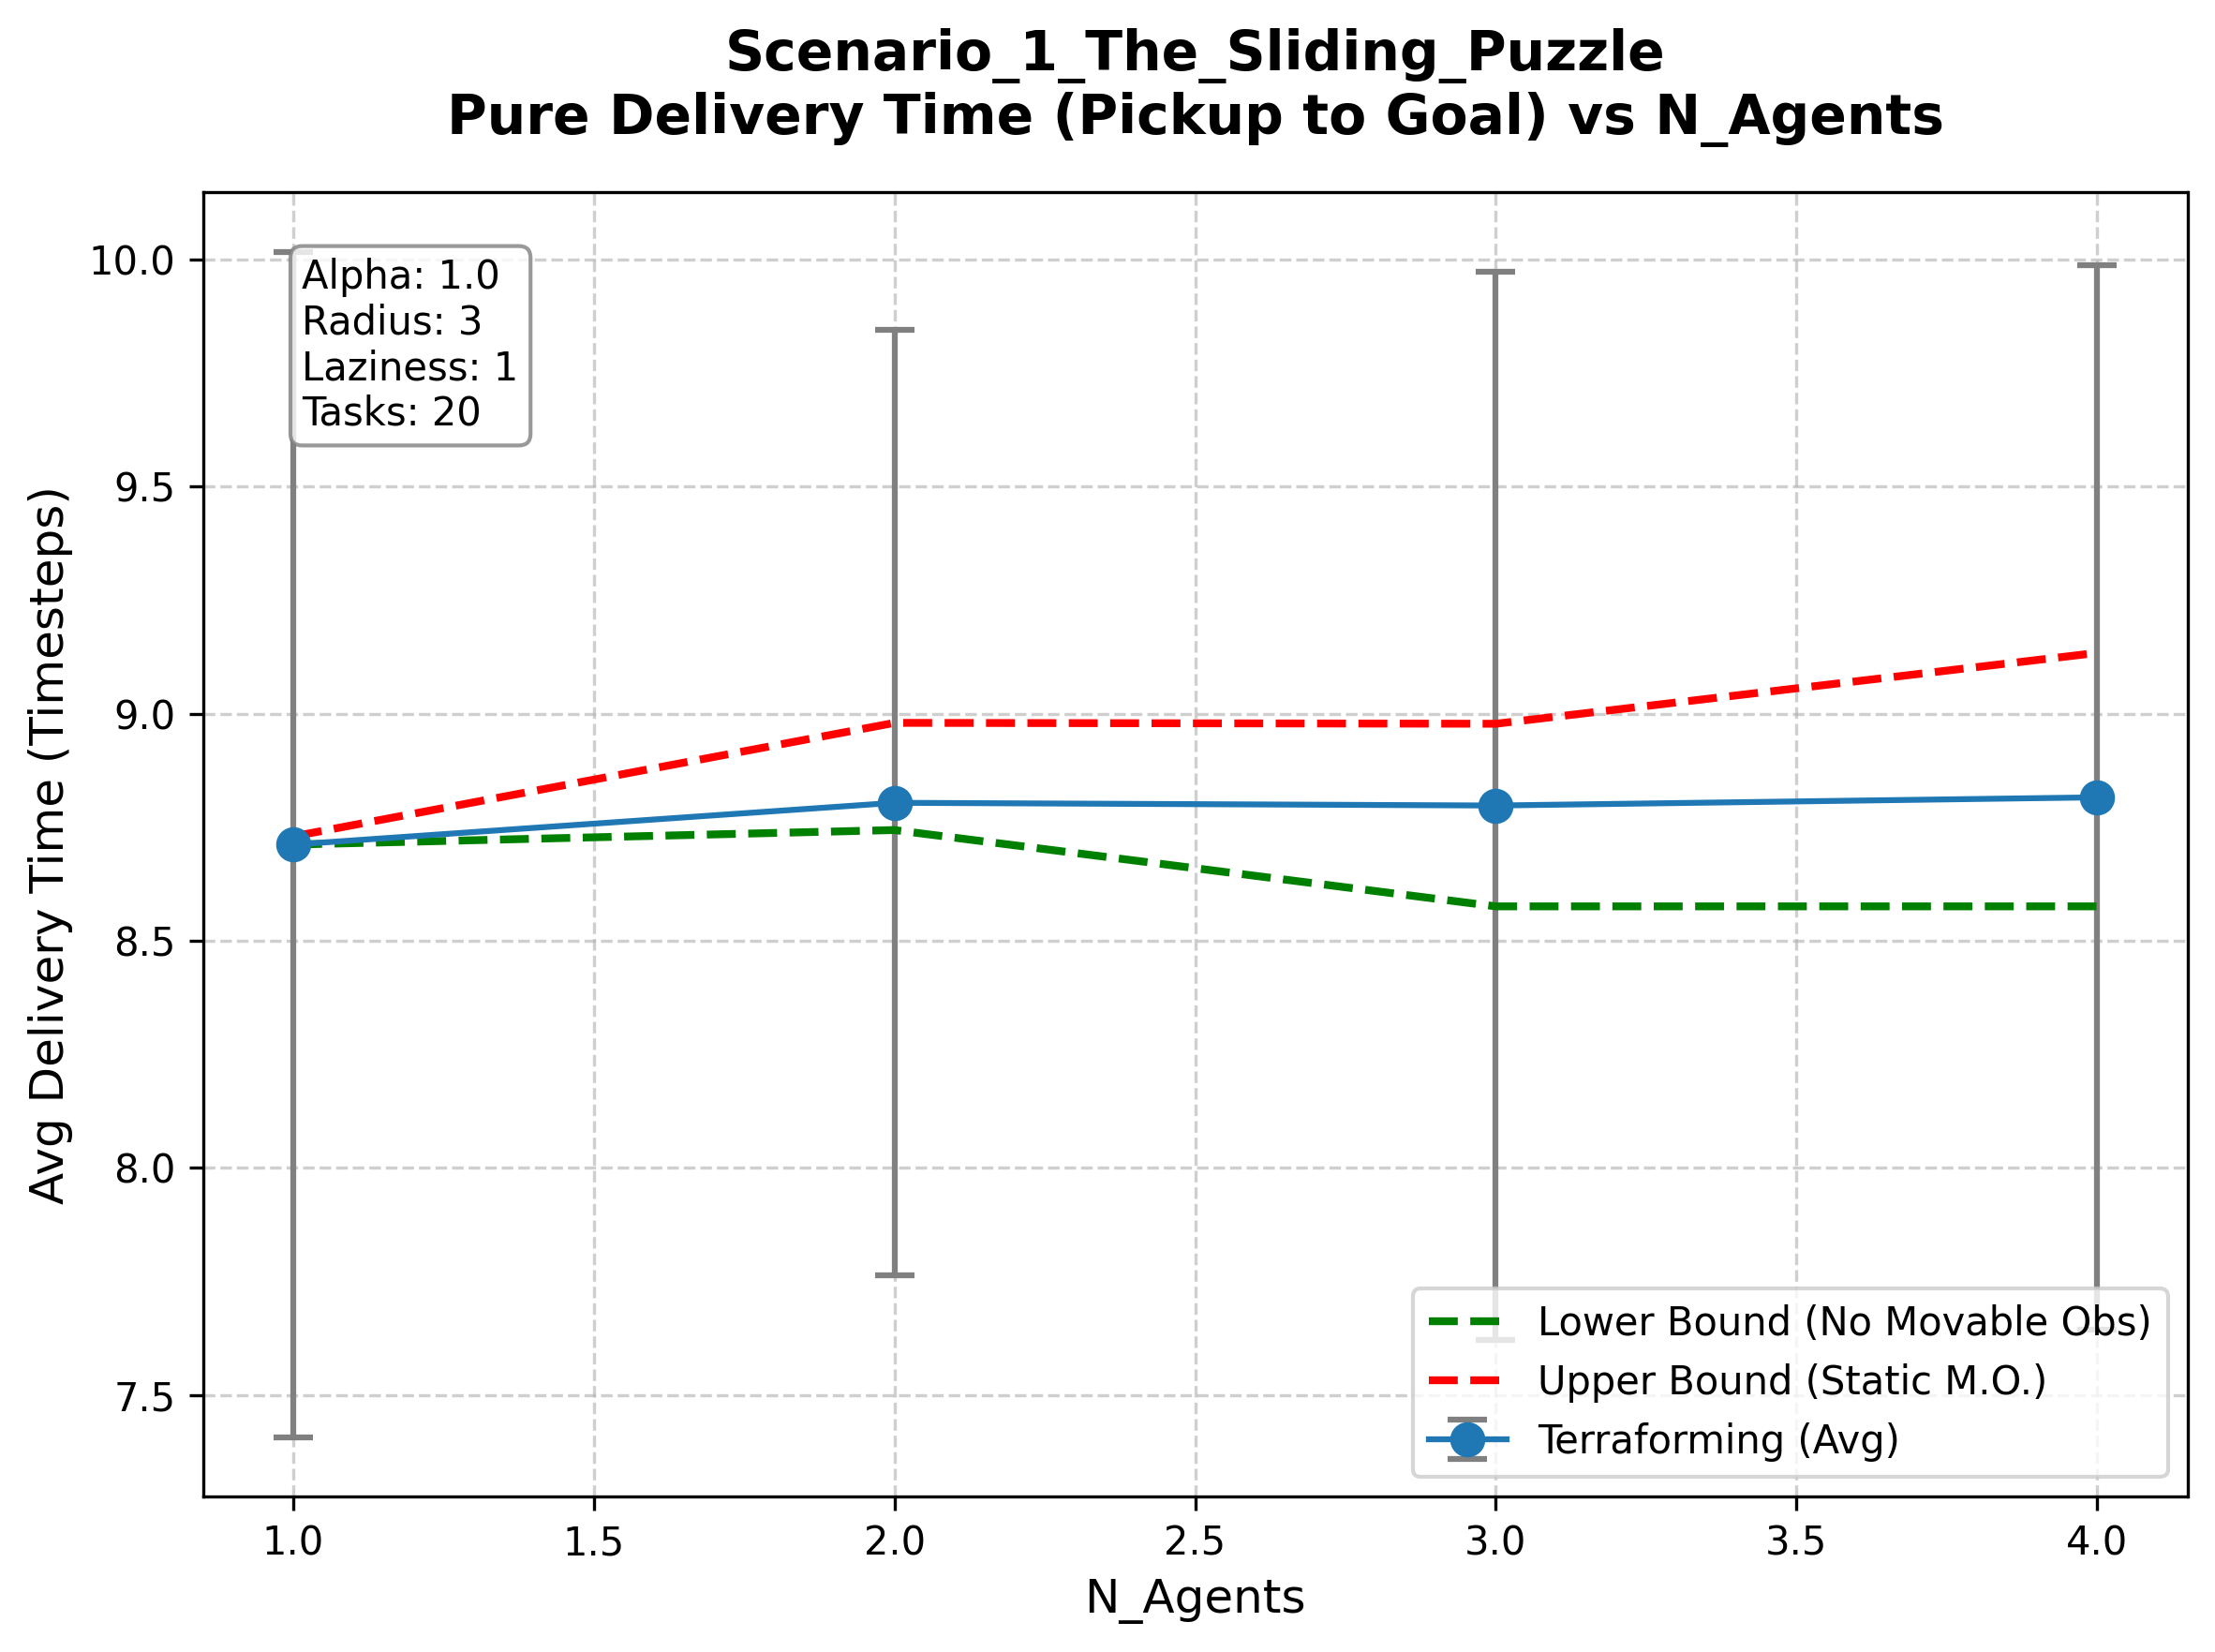 Scenario_1_The_Sliding_Puzzle
Pure Delivery Time (Pickup to Goal) vs N_Agents
Avg Delivery Time (Timesteps)
10.0
9.5
9.0
8.5
8.0
7.5
Alpha: 1.0
Radius: 3
Laziness: 1
Tasks: 20
Lower Bound (No Movable Obs)
Upper Bound (Static M.O.)
Terraforming (Avg)
1.0 1.5 2.0 2.5 3.0 3.5 4.0
N_Agents